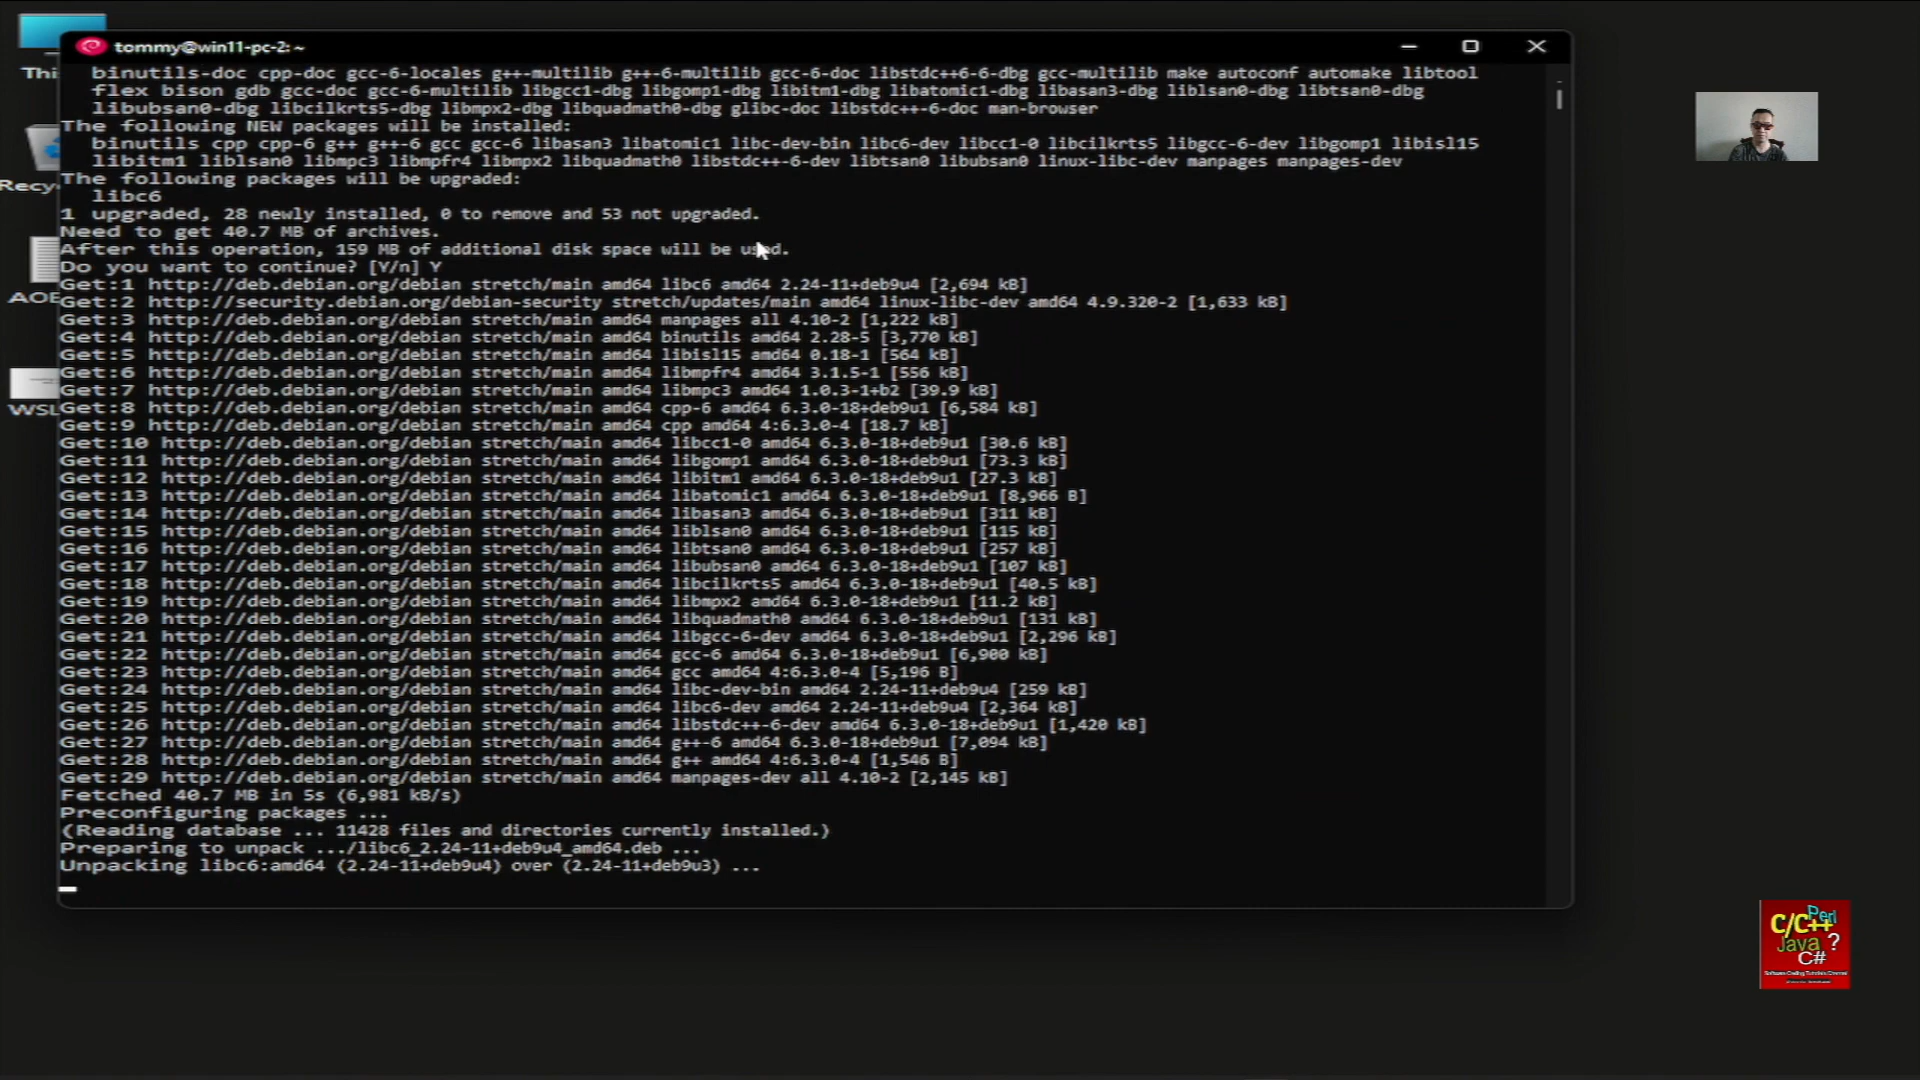 tommy@win11-pc-2: ~
binutils-doc cpp-doc gcc-6-locales g++-multilib g++-6-multilib gcc-6-doc libstdc++6-6-dbg gcc-multilib make autoconf automake libtool
flex bison gdb gcc-doc gcc-6-multilib libgcc1-dbg libgomp1-dbg libitm1-dbg libatomic1-dbg libasan3-dbg liblsan0-dbg libtsan0-dbg
libubsan0-dbg libcilkrts5-dbg libmpx2-dbg libquadmath0-dbg glibc-doc libstdc++-6-doc man-browser
The following NEW packages will be installed:
binutils cpp cpp-6 g++ g++-6 gcc gcc-6 libasan3 libatomic1 libc-dev-bin libc6-dev libcc1-0 libcilkrts5 libgcc-6-dev libgomp1 libisl15
libitm1 liblsan0 libmpc3 libmpfr4 libmpx2 libquadmath0 libstdc++-6-dev libtsan0 libubsan0 linux-libc-dev manpages manpages-dev
The following packages will be upgraded:
libc6
1 upgraded, 28 newly installed, 0 to remove and 53 not upgraded.
Need to get 40.7 MB of archives.
After this operation, 159 MB of additional disk space will be used.
Do you want to continue? [Y/n] Y
Get:1 http://deb.debian.org/debian stretch/main amd64 libc6 amd64 2.24-11+deb9u4 [2,694 kB]
Get:2 http://security.debian.org/debian-security stretch/updates/main amd64 linux-libc-dev amd64 4.9.320-2 [1,633 kB]
Get:3 http://deb.debian.org/debian stretch/main amd64 manpages all 4.10-2 [1,222 kB]
Get:4 http://deb.debian.org/debian stretch/main amd64 binutils amd64 2.28-5 [3,770 kB]
Get:5 http://deb.debian.org/debian stretch/main amd64 libisl15 amd64 0.18-1 [564 kB]
Get:6 http://deb.debian.org/debian stretch/main amd64 libmpfr4 amd64 3.1.5-1 [556 kB]
Get:7 http://deb.debian.org/debian stretch/main amd64 libmpc3 amd64 1.0.3-1+b2 [39.9 kB]
Get:8 http://deb.debian.org/debian stretch/main amd64 cpp-6 amd64 6.3.0-18+deb9u1 [6,584 kB]
Get:9 http://deb.debian.org/debian stretch/main amd64 cpp amd64 4:6.3.0-4 [18.7 kB]
Get:10 http://deb.debian.org/debian stretch/main amd64 libcc1-0 amd64 6.3.0-18+deb9u1 [30.6 kB]
Get:11 http://deb.debian.org/debian stretch/main amd64 libgomp1 amd64 6.3.0-18+deb9u1 [73.3 kB]
Get:12 http://deb.debian.org/debian stretch/main amd64 libitm1 amd64 6.3.0-18+deb9u1 [27.3 kB]
Get:13 http://deb.debian.org/debian stretch/main amd64 libatomic1 amd64 6.3.0-18+deb9u1 [8,966 B]
Get:14 http://deb.debian.org/debian stretch/main amd64 libasan3 amd64 6.3.0-18+deb9u1 [311 kB]
Get:15 http://deb.debian.org/debian stretch/main amd64 liblsan0 amd64 6.3.0-18+deb9u1 [115 kB]
Get:16 http://deb.debian.org/debian stretch/main amd64 libtsan0 amd64 6.3.0-18+deb9u1 [257 kB]
Get:17 http://deb.debian.org/debian stretch/main amd64 libubsan0 amd64 6.3.0-18+deb9u1 [107 kB]
Get:18 http://deb.debian.org/debian stretch/main amd64 libcilkrts5 amd64 6.3.0-18+deb9u1 [40.5 kB]
Get:19 http://deb.debian.org/debian stretch/main amd64 libmpx2 amd64 6.3.0-18+deb9u1 [11.2 kB]
Get:20 http://deb.debian.org/debian stretch/main amd64 libquadmath0 amd64 6.3.0-18+deb9u1 [131 kB]
Get:21 http://deb.debian.org/debian stretch/main amd64 libgcc-6-dev amd64 6.3.0-18+deb9u1 [2,296 kB]
Get:22 http://deb.debian.org/debian stretch/main amd64 gcc-6 amd64 6.3.0-18+deb9u1 [6,900 kB]
Get:23 http://deb.debian.org/debian stretch/main amd64 gcc amd64 4:6.3.0-4 [5,196 B]
Get:24 http://deb.debian.org/debian stretch/main amd64 libc-dev-bin amd64 2.24-11+deb9u4 [259 kB]
Get:25 http://deb.debian.org/debian stretch/main amd64 libc6-dev amd64 2.24-11+deb9u4 [2,364 kB]
Get:26 http://deb.debian.org/debian stretch/main amd64 libstdc++-6-dev amd64 6.3.0-18+deb9u1 [1,420 kB]
Get:27 http://deb.debian.org/debian stretch/main amd64 g++-6 amd64 6.3.0-18+deb9u1 [7,094 kB]
Get:28 http://deb.debian.org/debian stretch/main amd64 g++ amd64 4:6.3.0-4 [1,546 B]
Get:29 http://deb.debian.org/debian stretch/main amd64 manpages-dev all 4.10-2 [2,145 kB]
Fetched 40.7 MB in 5s (6,981 kB/s)
Preconfiguring packages ...
(Reading database ... 11428 files and directories currently installed.)
Preparing to unpack .../libc6_2.24-11+deb9u4_amd64.deb ...
Unpacking libc6:amd64 (2.24-11+deb9u4) over (2.24-11+deb9u3) ...
Thi
Recy
AOE
WSL
Perl
C/C++
Java ?
C#